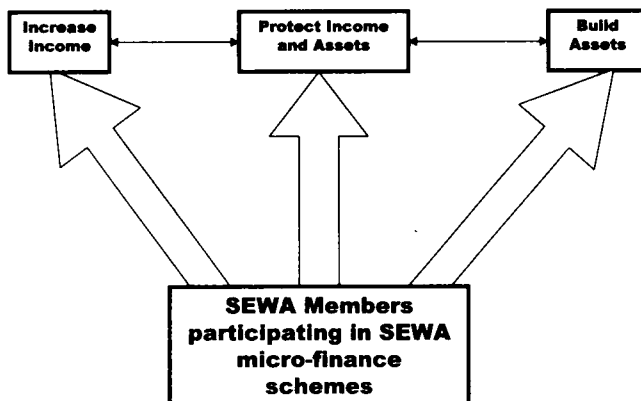 Increase
Income
Protect Income
and Assets
Build
Assets
SEWA Members
participating in SEWA
micro-finance
schemes